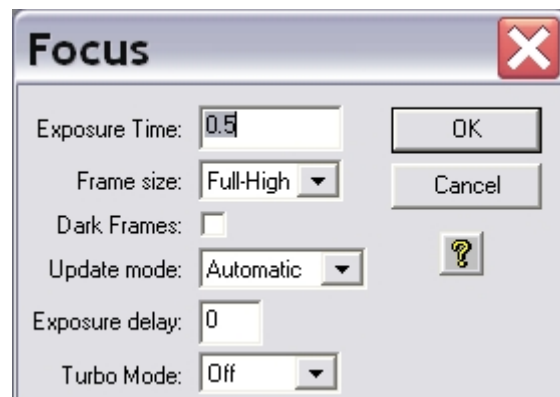 Focus
Exposure Time: 0.5 OK
Frame size: Full-High Cancel
Dark Frames:
Update mode: Automatic ?
Exposure delay: 0
Turbo Mode: Off